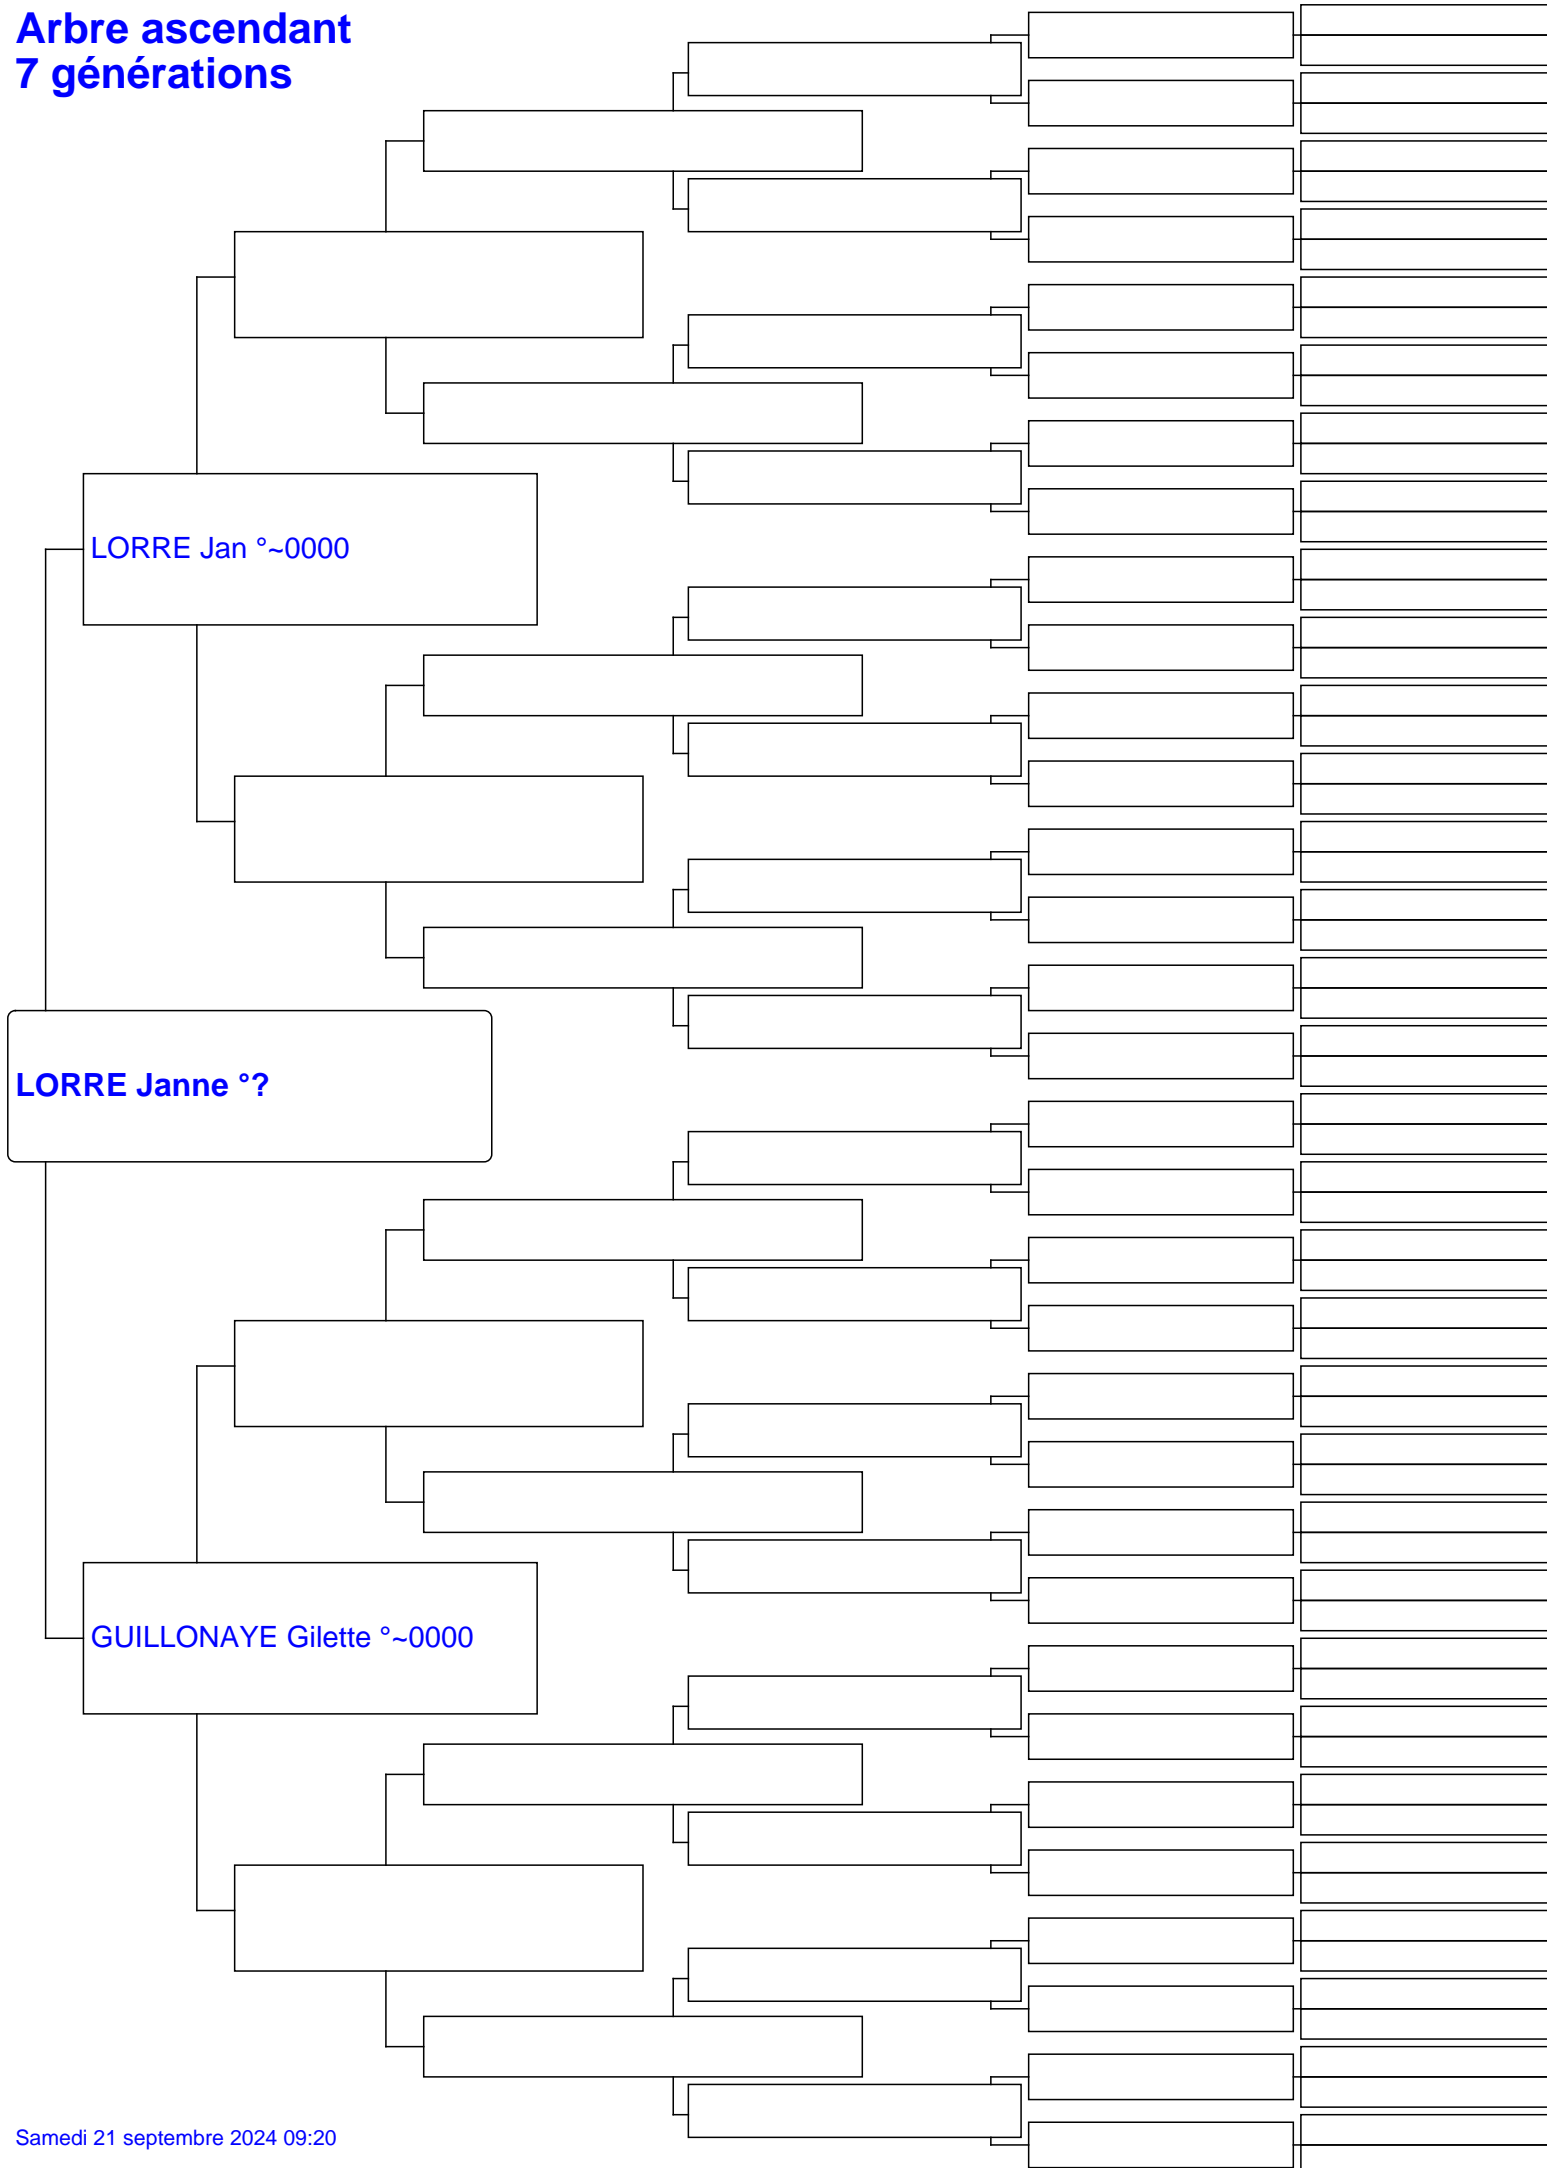 Arbre ascendant
7 générations
LORRE Jan °~0000
LORRE Janne °?
GUILLONAYE Gilette °~0000
Samedi 21 septembre 2024 09:20